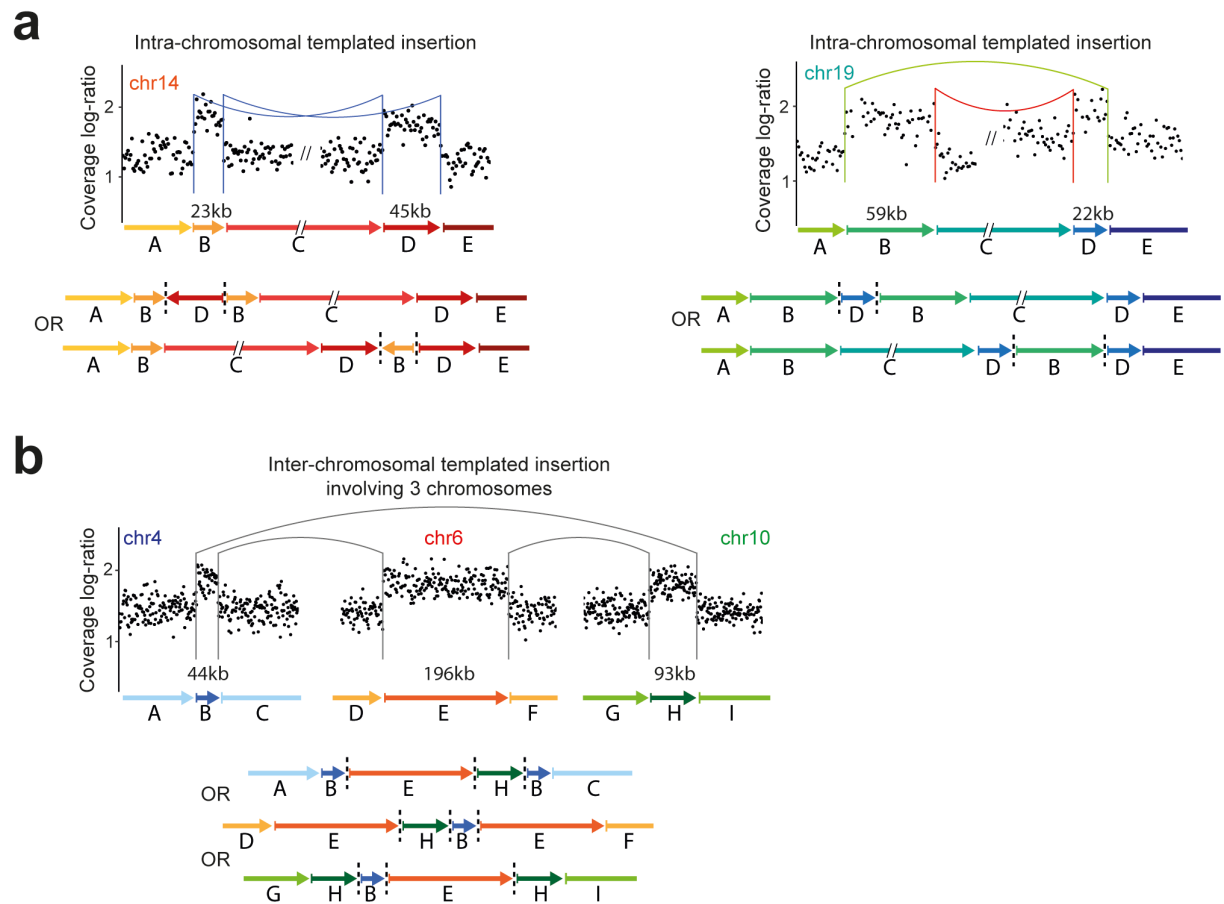 a
Intra-chromosomal templated insertion
chr14
Coverage log-ratio
2
1
23kb
45kb
A B C D E
A B D B C D E
OR
A B C D B D E
Intra-chromosomal templated insertion
chr19
Coverage log-ratio
2
1
59kb
22kb
A B C D E
A B D B C D E
OR
A B C D B D E
b
Inter-chromosomal templated insertion
involving 3 chromosomes
chr4
chr6
chr10
Coverage log-ratio
2
1
44kb
196kb
93kb
A B C D E F G H I
A B E H B C
OR
D E H B E F
OR
G H B E H I